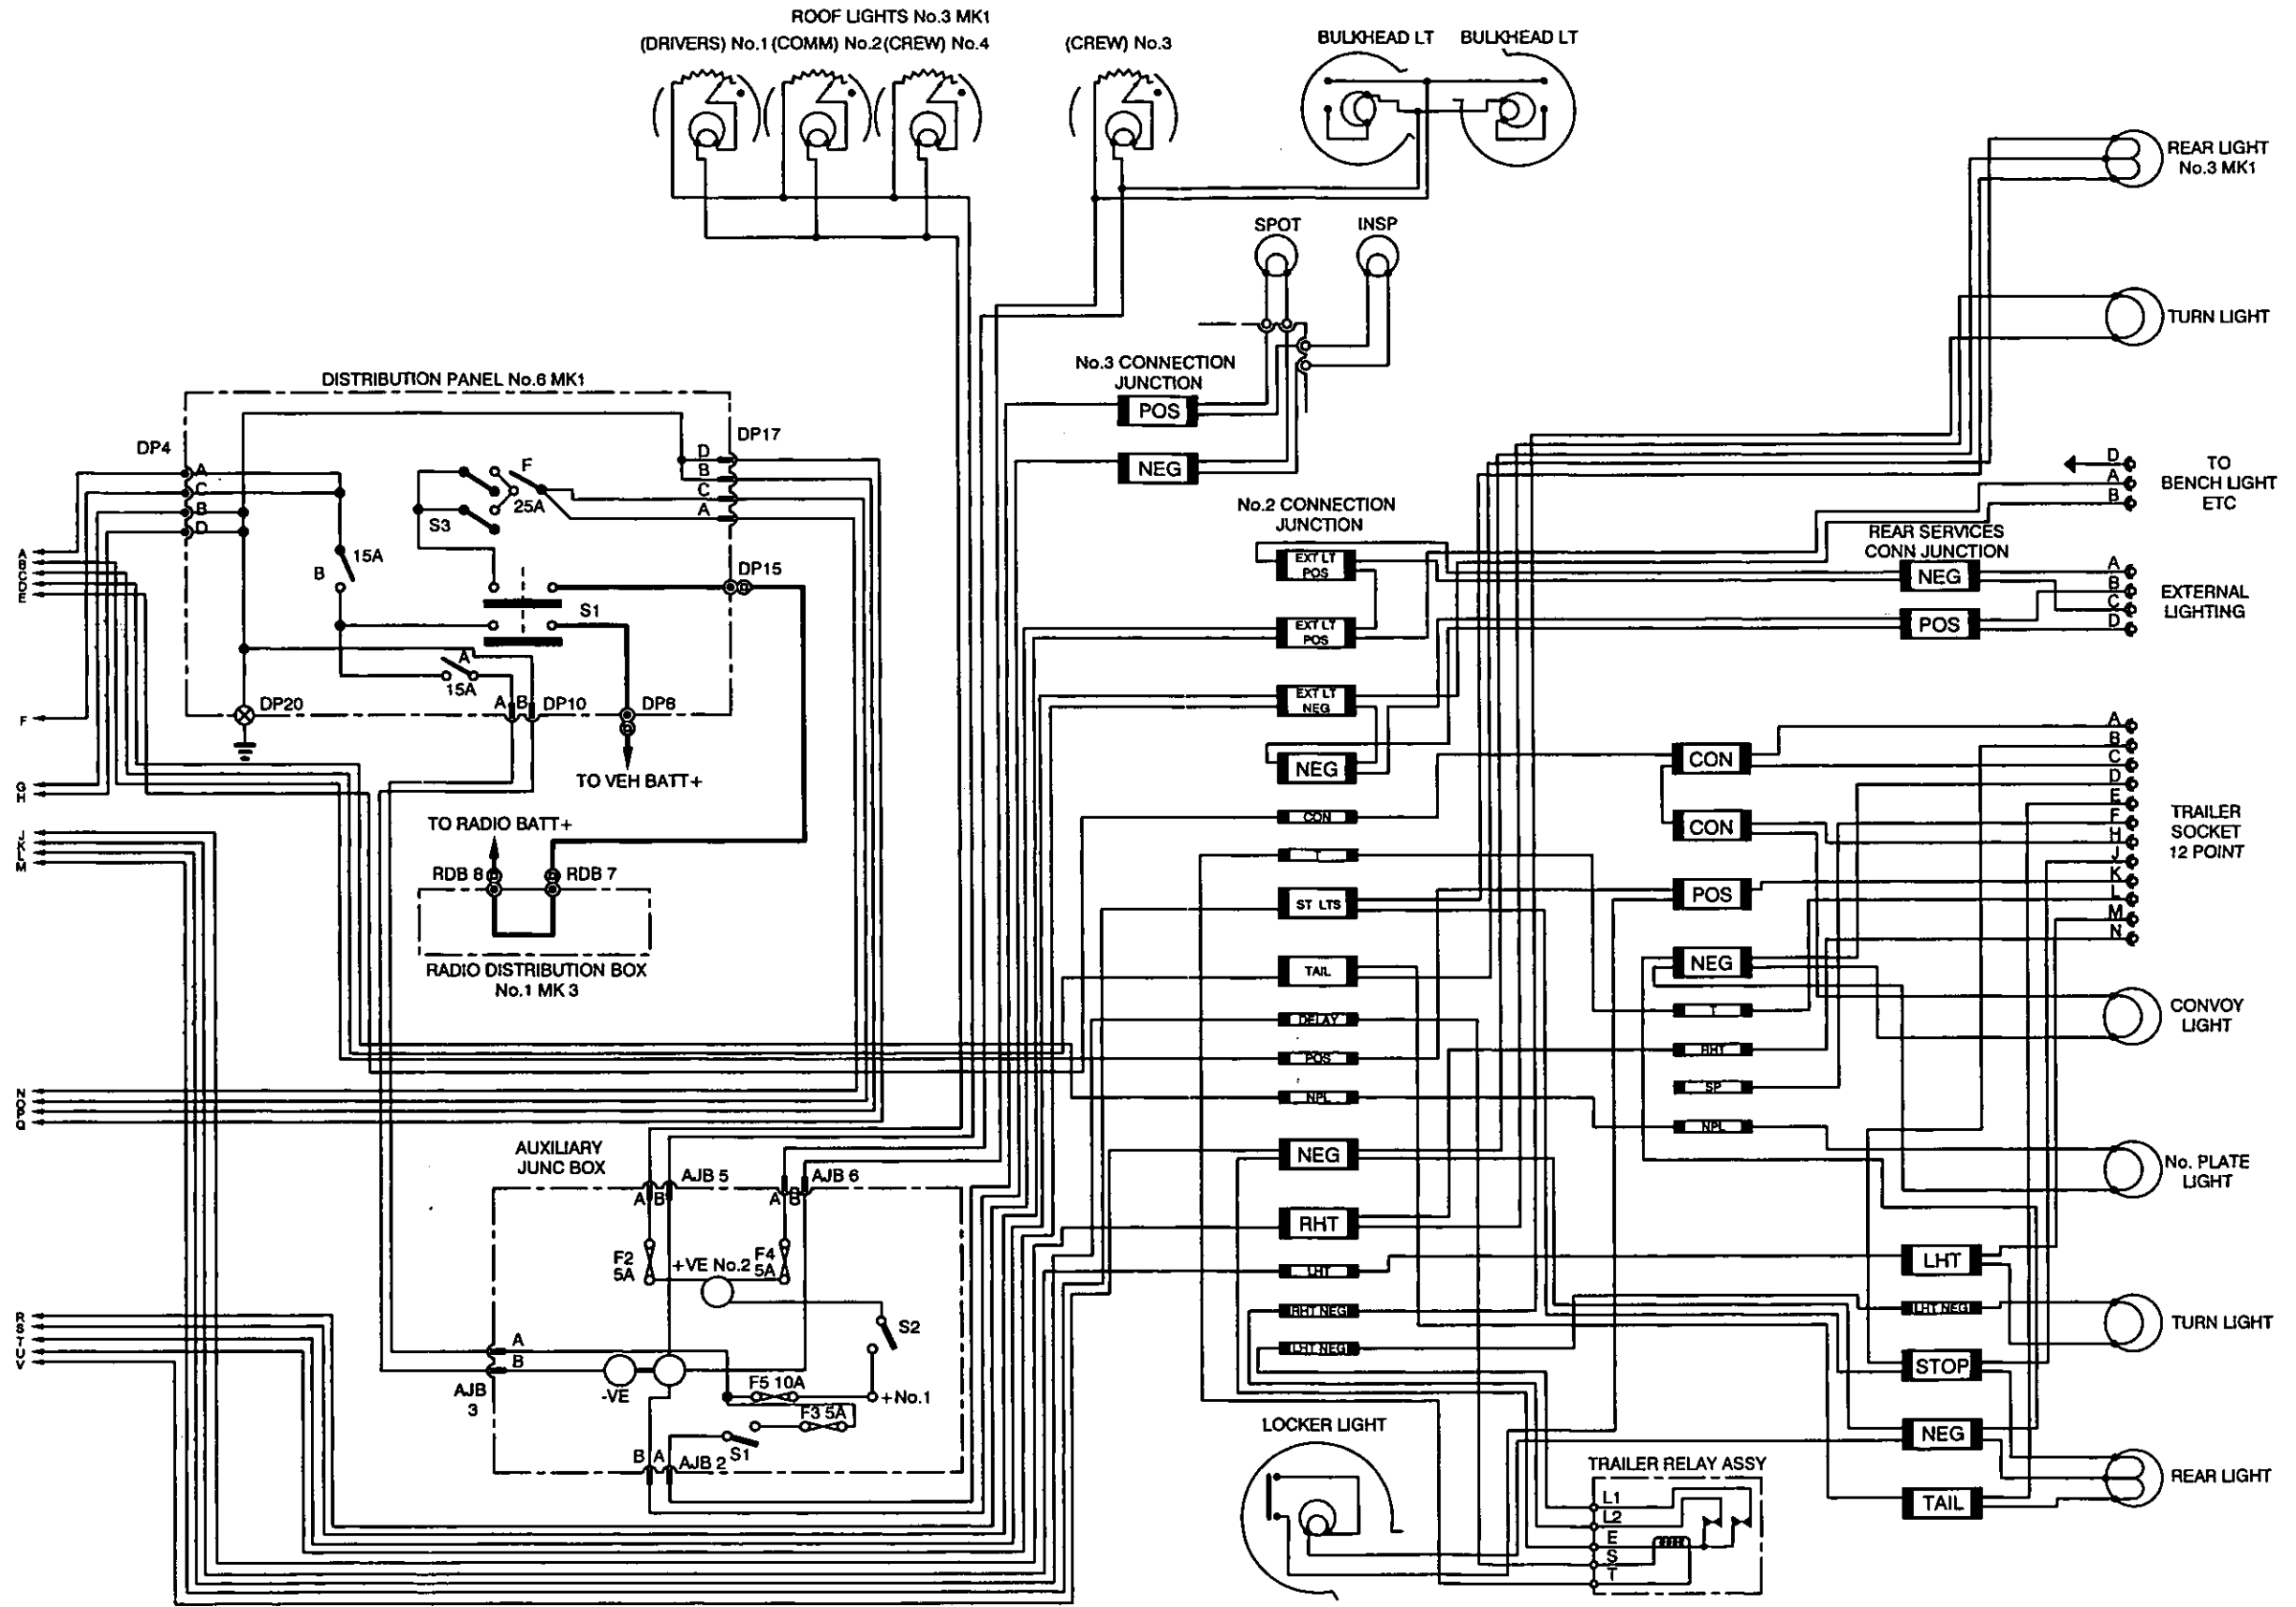 ROOF LIGHTS No.3 MK1
(DRIVERS) No.1 (COMM) No.2 (CREW) No.4
(CREW) No.3
BULKHEAD LT
BULKHEAD LT
REAR LIGHT
No.3 MK1
SPOT
INSP
TURN LIGHT
No.3 CONNECTION
JUNCTION
POS
NEG
DISTRIBUTION PANEL No.6 MK1
DP4
A
C
B
D
DP17
D
B
C
A
F
25A
S3
15A
B
S1
DP15
A
15A
DP20
A B
DP10
DP6
TO VEH BATT+
A
B
C
D
E
F
G
H
J
K
L
M
N
O
P
Q
R
S
T
U
V
TO RADIO BATT+
RDB 8
RDB 7
RADIO DISTRIBUTION BOX
No.1 MK 3
No.2 CONNECTION
JUNCTION
EXT LT
POS
EXT LT
POS
EXT LT
NEG
NEG
CON
T
ST LTS
TAIL
DELAY
POS
NPL
NEG
RHT
LHT
RHT NEG
LHT NEG
D
A
B
TO
BENCH LIGHT
ETC
REAR SERVICES
CONN JUNCTION
NEG
POS
A
B
C
D
EXTERNAL
LIGHTING
CON
CON
POS
NEG
T
RHT
SP
NPL
A
B
C
D
E
F
H
J
K
L
M
N
TRAILER
SOCKET
12 POINT
CONVOY
LIGHT
No. PLATE
LIGHT
LHT
LHT NEG
STOP
NEG
TAIL
TURN LIGHT
REAR LIGHT
AUXILIARY
JUNC BOX
AJB 5
A B
AJB 6
A B
F2
5A
+VE No.2
F4
5A
S2
A
B
AJB
3
-VE
F5 10A
+No.1
F3 5A
S1
B A
AJB 2
LOCKER LIGHT
TRAILER RELAY ASSY
L1
L2
E
S
T